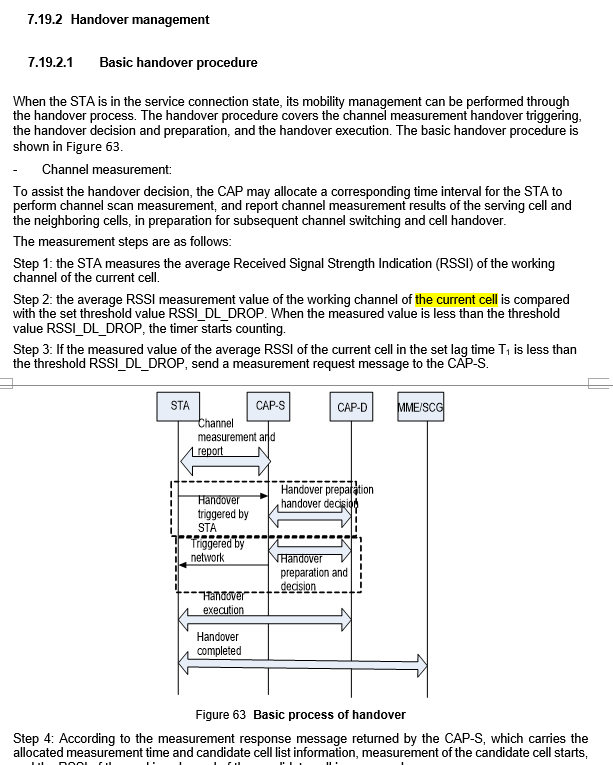 7.19.2 Handover management
7.19.2.1 Basic handover procedure
When the STA is in the service connection state, its mobility management can be performed through
the handover process. The handover procedure covers the channel measurement handover triggering,
the handover decision and preparation, and the handover execution. The basic handover procedure is
shown in Figure 63.
- Channel measurement:
To assist the handover decision, the CAP may allocate a corresponding time interval for the STA to
perform channel scan measurement, and report channel measurement results of the serving cell and
the neighboring cells, in preparation for subsequent channel switching and cell handover.
The measurement steps are as follows:
Step 1: the STA measures the average Received Signal Strength Indication (RSSI) of the working
channel of the current cell.
Step 2: the average RSSI measurement value of the working channel of the current cell is compared
with the set threshold value RSSI_DL_DROP. When the measured value is less than the threshold
value RSSI_DL_DROP, the timer starts counting.
Step 3: If the measured value of the average RSSI of the current cell in the set lag time T1 is less than
the threshold RSSI_DL_DROP, send a measurement request message to the CAP-S.
STA CAP-S CAP-D MME/SCG
Channel
measurement and
report
Handover preparation
handover decision
Handover
triggered by
STA
Triggered by
network
Handover
preparation and
decision
Handover
execution
Handover
completed
Figure 63 Basic process of handover
Step 4: According to the measurement response message returned by the CAP-S, which carries the
allocated measurement time and candidate cell list information, measurement of the candidate cell starts,